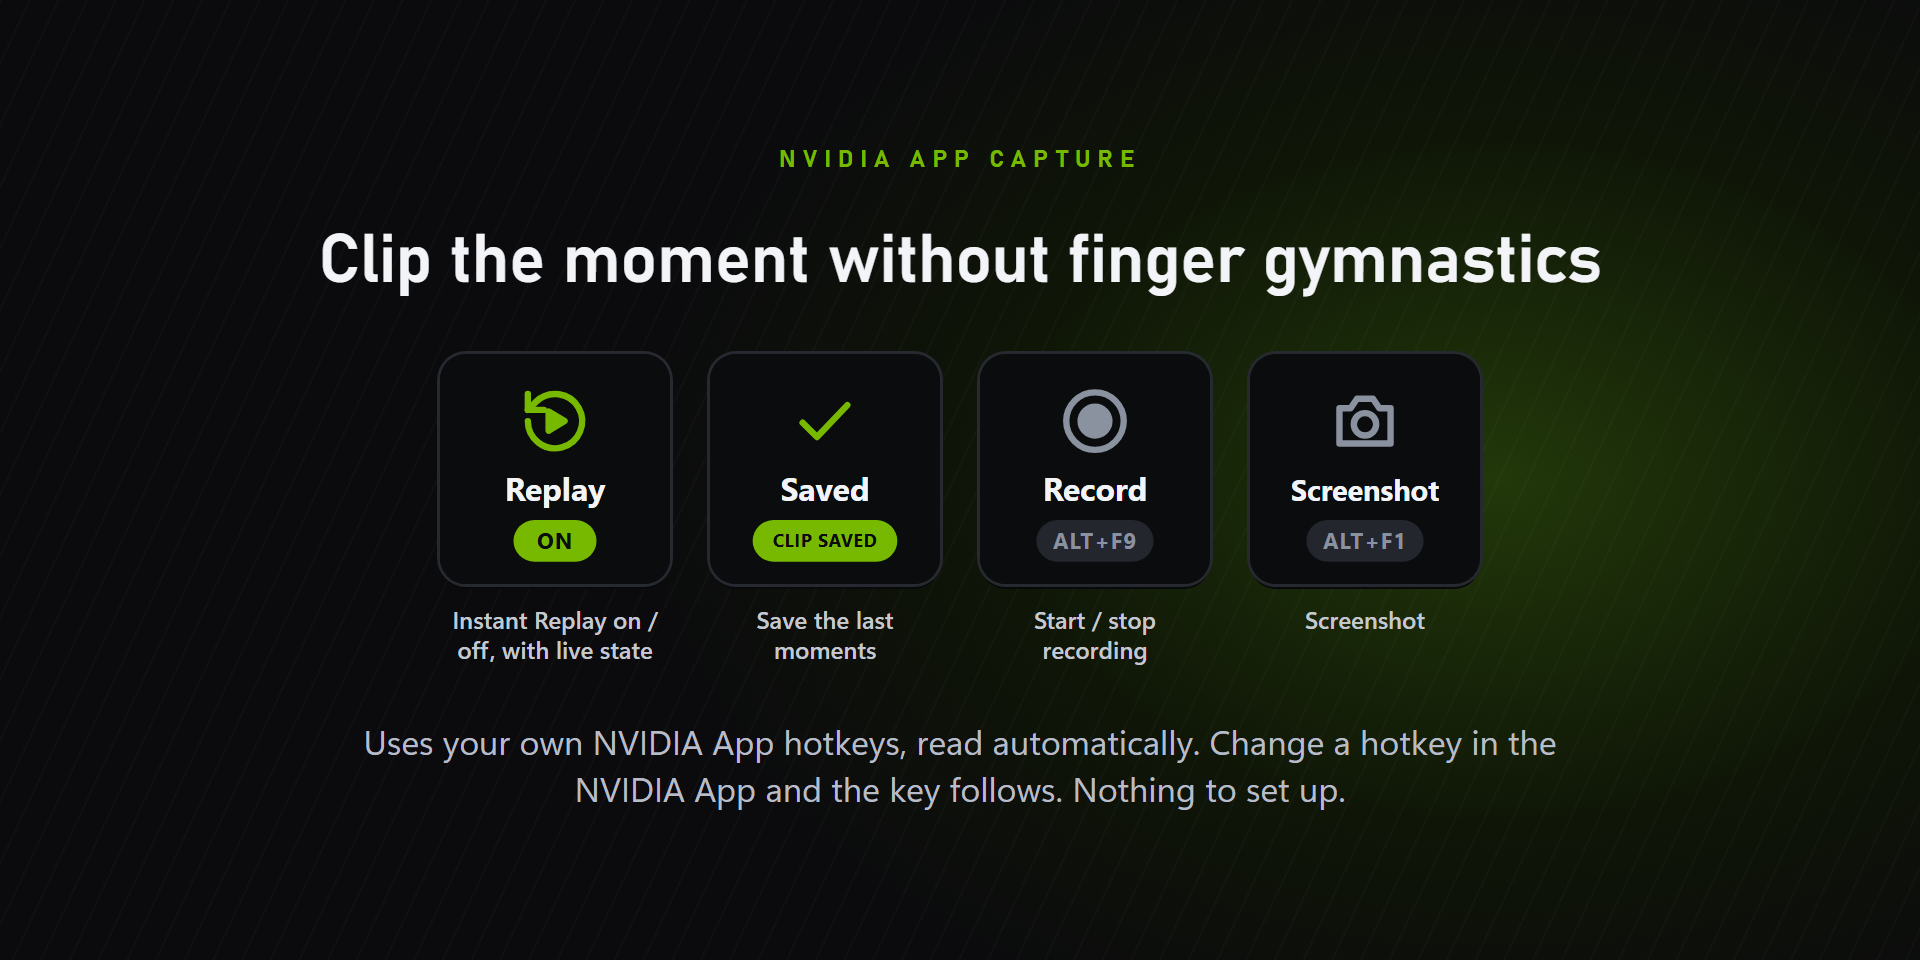 NVIDIA APP CAPTURE
Clip the moment without finger gymnastics
Replay
ON
Instant Replay on /
off, with live state
Saved
CLIP SAVED
Save the last
moments
Record
ALT+F9
Start / stop
recording
Screenshot
ALT+F1
Screenshot
Uses your own NVIDIA App hotkeys, read automatically. Change a hotkey in the
NVIDIA App and the key follows. Nothing to set up.